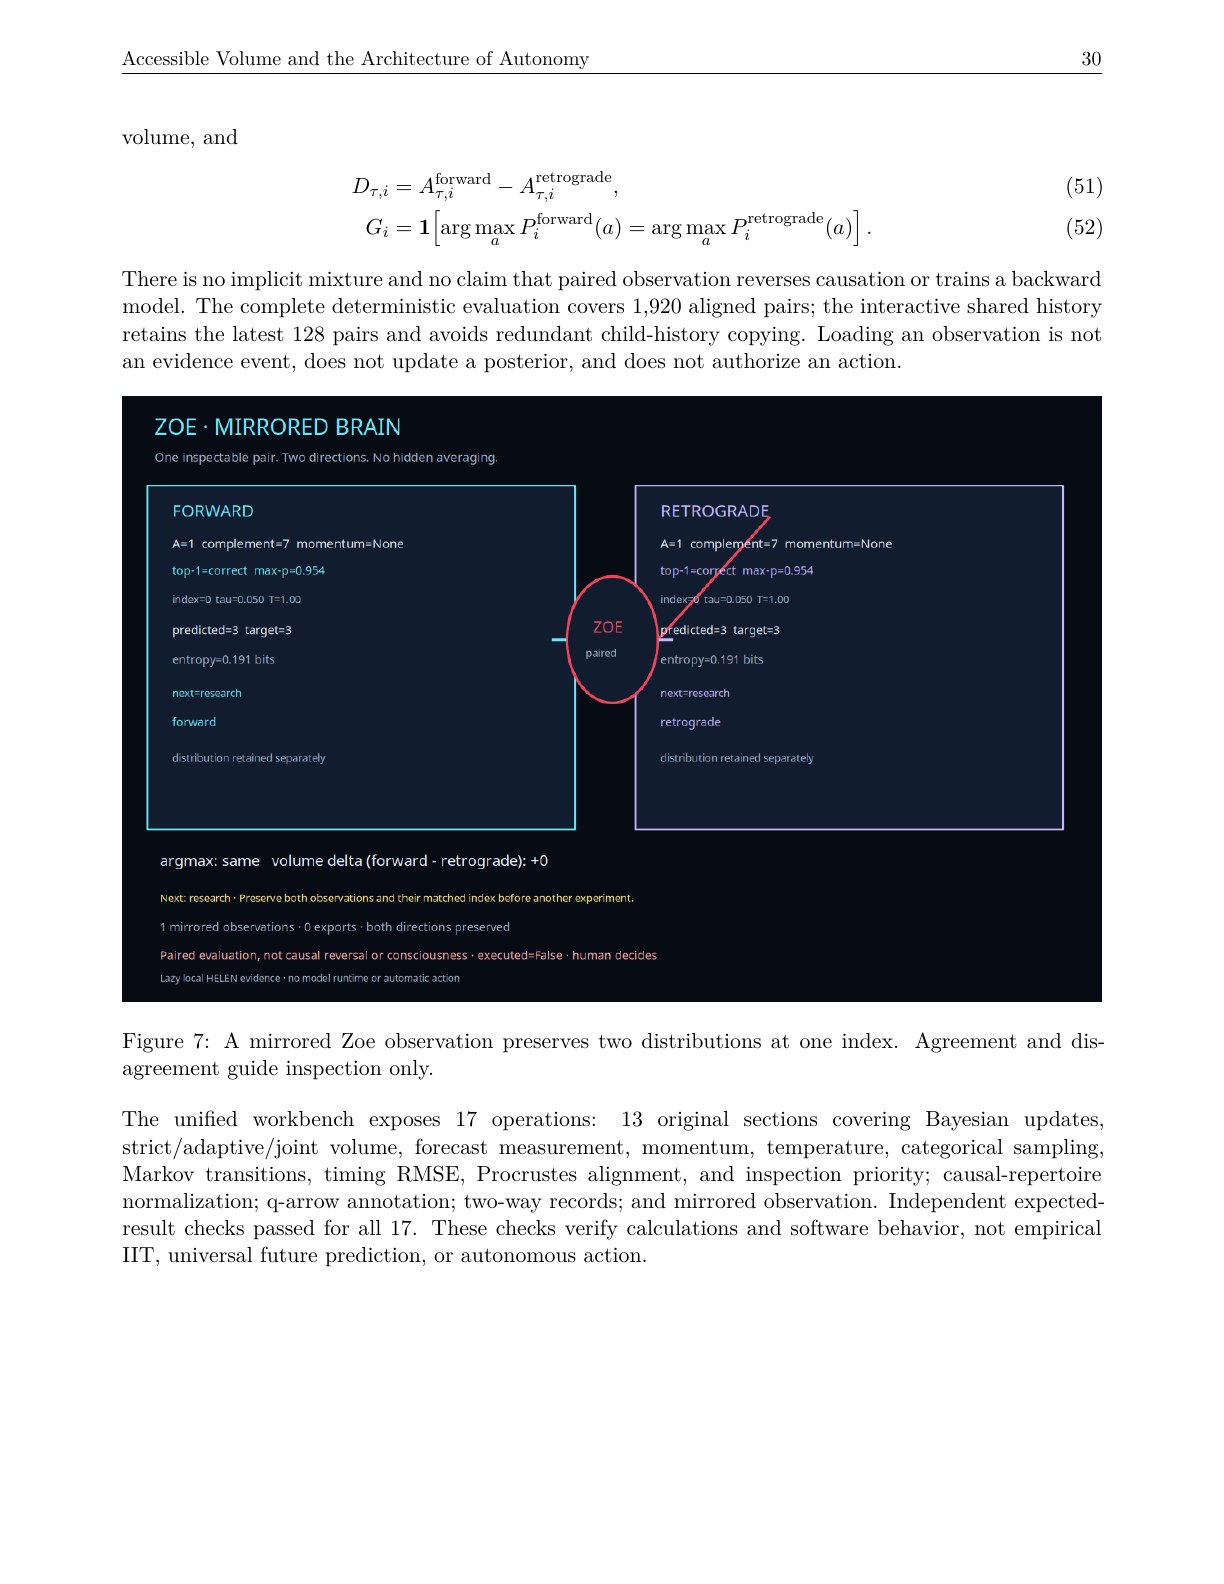 Accessible Volume and the Architecture of Autonomy 30
volume, and
D_{τ,i} = A_{τ,i}^{forward} − A_{τ,i}^{retrograde}, (51)
G_i = 1[arg max_a P_i^{forward}(a) = arg max_a P_i^{retrograde}(a)]. (52)
There is no implicit mixture and no claim that paired observation reverses causation or trains a backward
model. The complete deterministic evaluation covers 1,920 aligned pairs; the interactive shared history
retains the latest 128 pairs and avoids redundant child-history copying. Loading an observation is not
an evidence event, does not update a posterior, and does not authorize an action.
ZOE · MIRRORED BRAIN
One inspectable pair. Two directions. No hidden averaging.
FORWARD
A=1 complement=7 momentum=None
top-1=correct max-p=0.954
index=0 tau=0.050 T=1.00
predicted=3 target=3
entropy=0.191 bits
next=research
forward
distribution retained separately
ZOE
paired
RETROGRADE
A=1 complement=7 momentum=None
top-1=correct max-p=0.954
index=0 tau=0.050 T=1.00
predicted=3 target=3
entropy=0.191 bits
next=research
retrograde
distribution retained separately
argmax: same volume delta (forward - retrograde): +0
Next: research · Preserve both observations and their matched index before another experiment.
1 mirrored observations · 0 exports · both directions preserved
Paired evaluation, not causal reversal or consciousness · executed=False · human decides
Lazy local HELEN evidence · no model runtime or automatic action
Figure 7: A mirrored Zoe observation preserves two distributions at one index. Agreement and dis-
agreement guide inspection only.
The unified workbench exposes 17 operations: 13 original sections covering Bayesian updates,
strict/adaptive/joint volume, forecast measurement, momentum, temperature, categorical sampling,
Markov transitions, timing RMSE, Procrustes alignment, and inspection priority; causal-repertoire
normalization; q-arrow annotation; two-way records; and mirrored observation. Independent expected-
result checks passed for all 17. These checks verify calculations and software behavior, not empirical
IIT, universal future prediction, or autonomous action.